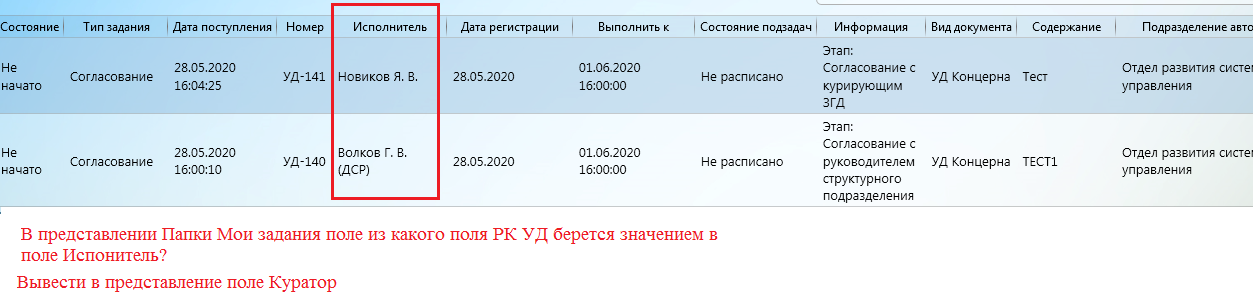 Состояние Тип задания Дата поступления Номер Исполнитель Дата регистрации Выполнить к Состояние подзадач Информация Вид документа Содержание Подразделение авто
Не начато Согласование 28.05.2020 16:04:25 УД-141 Новиков Я. В. 28.05.2020 01.06.2020 16:00:00 Не расписано Этап: Согласование с курирующим ЗГД УД Концерна Тест Отдел развития систем управления
Не начато Согласование 28.05.2020 16:00:10 УД-140 Волков Г. В. (ДСР) 28.05.2020 01.06.2020 16:00:00 Не расписано Этап: Согласование с руководителем структурного подразделения УД Концерна ТЕСТ1 Отдел развития систем управления
В представлении Папки Мои задания поле из какого поля РК УД берется значением в
поле Испонитель?
Вывести в представление поле Куратор